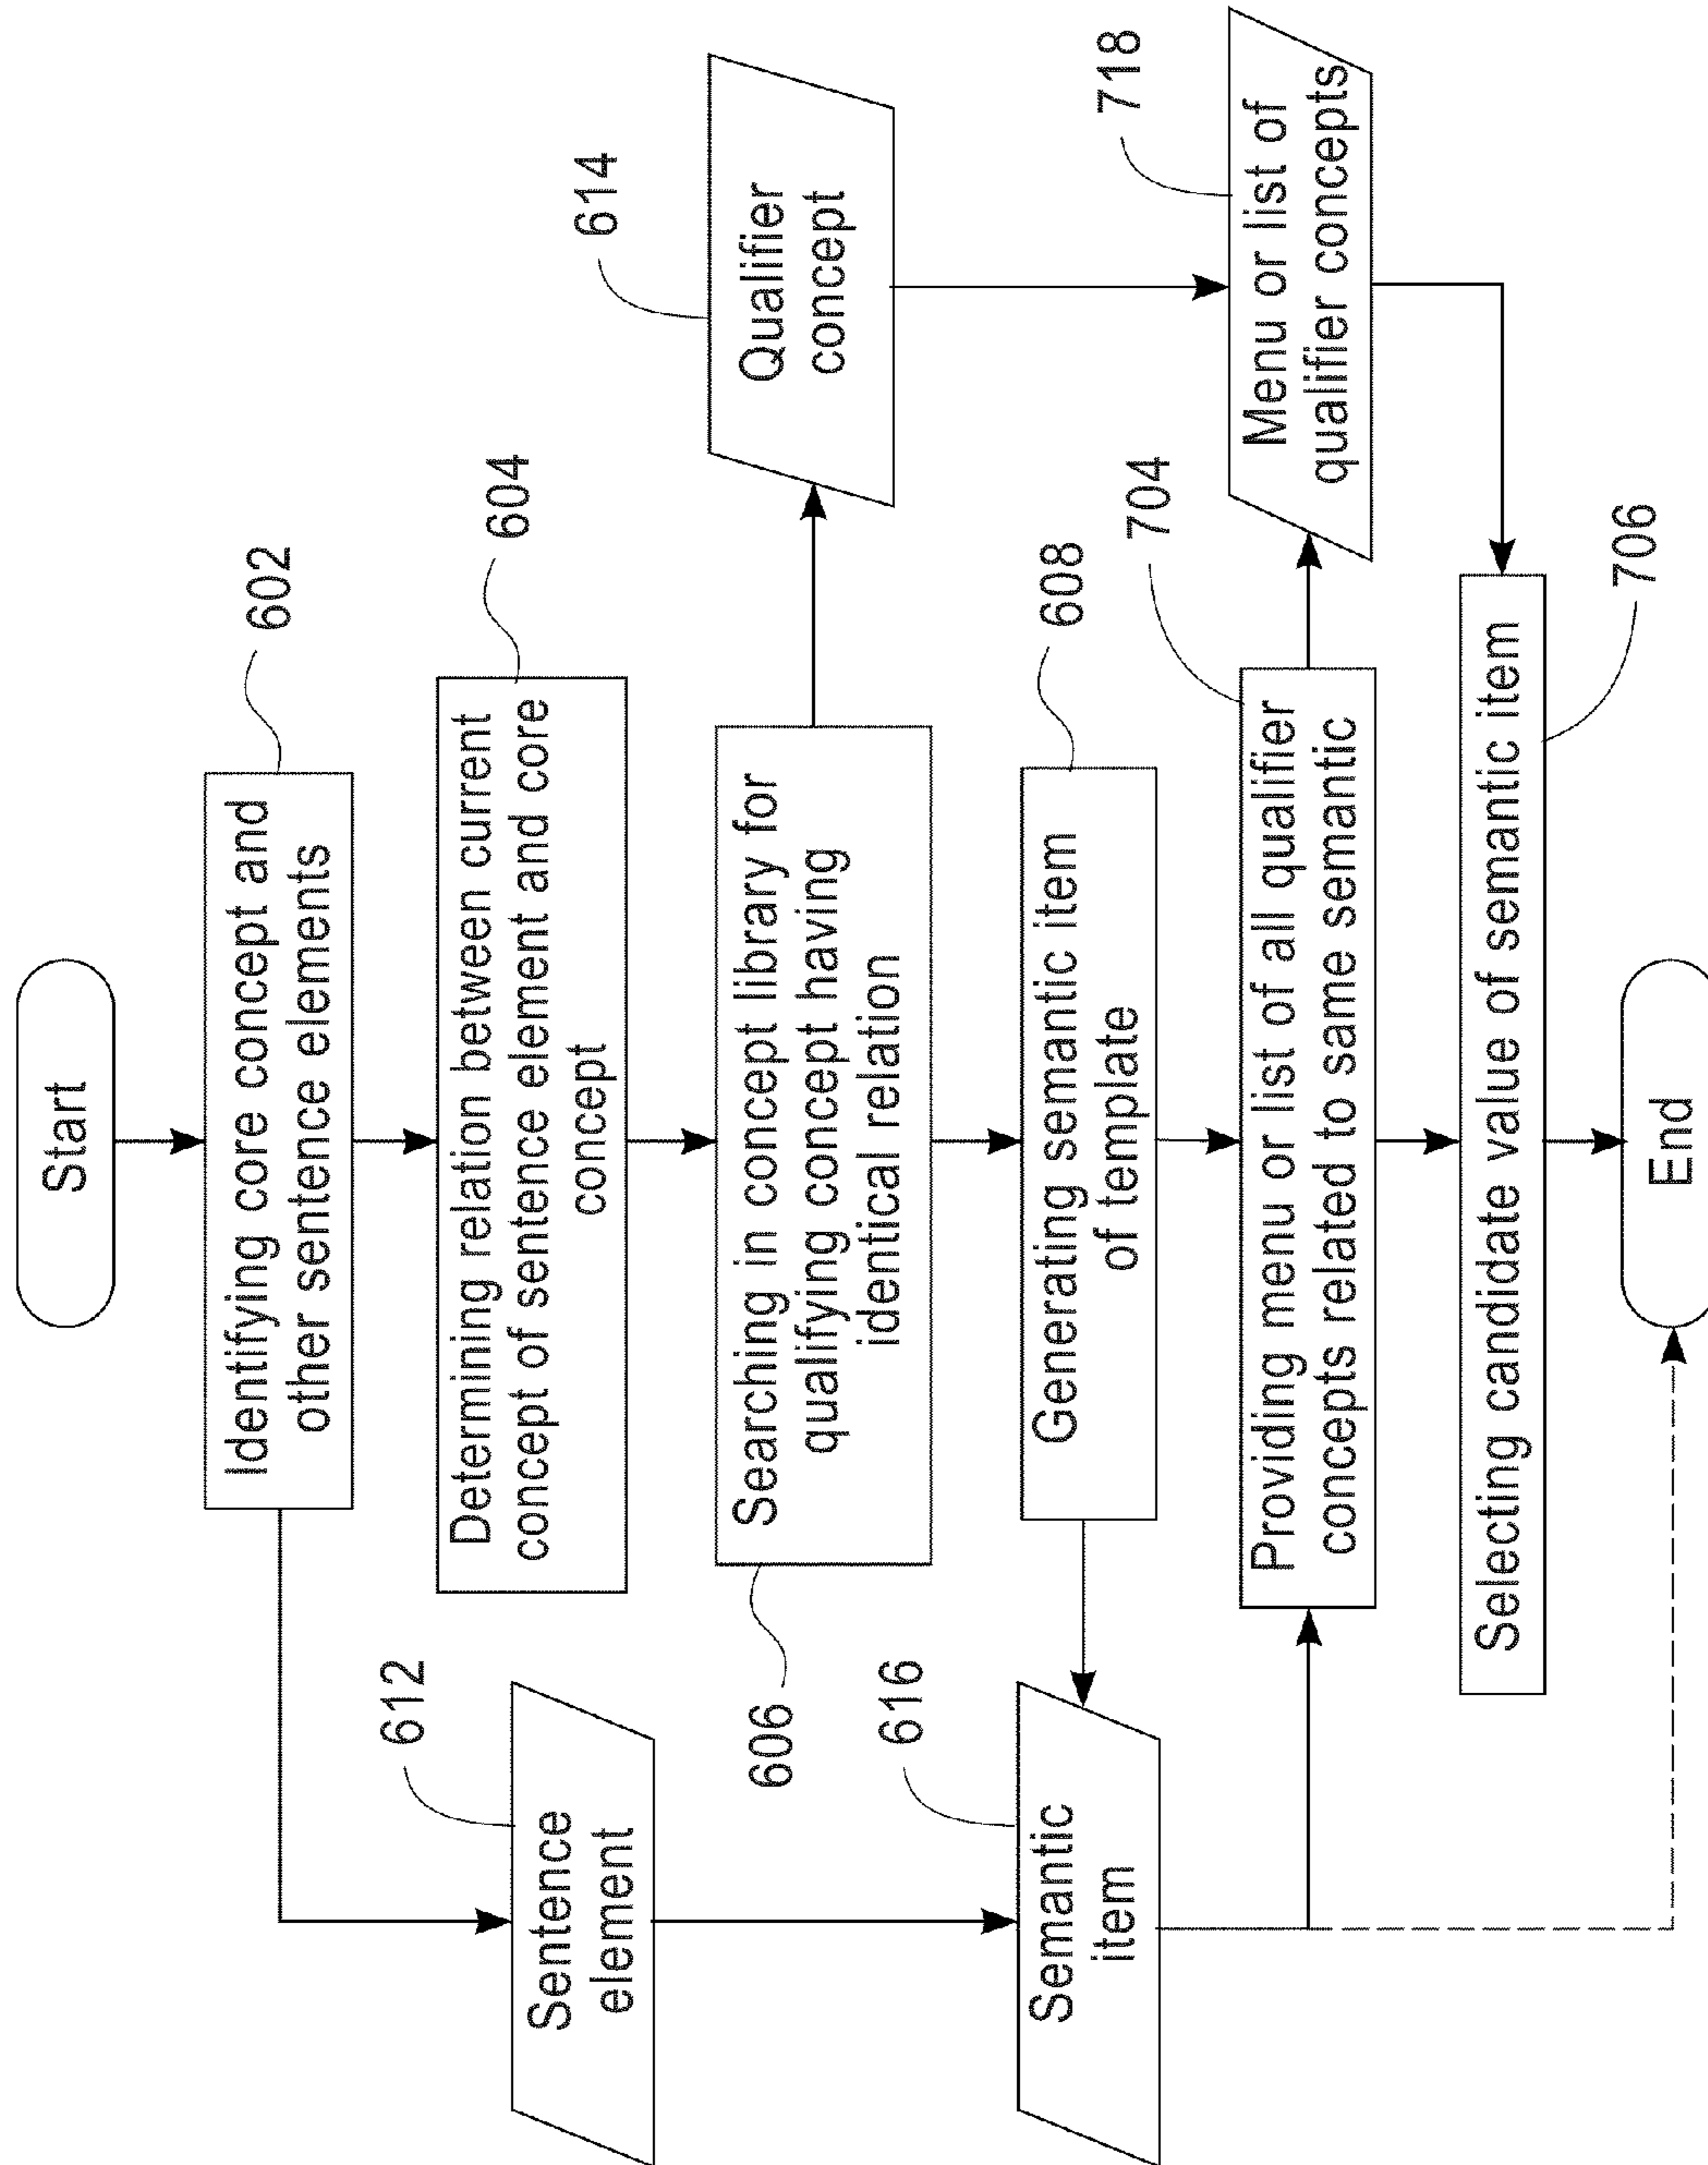 Start
602
Identifying core concept and
other sentence elements
604
Determining relation between current
concept of sentence element and core
concept
612
Sentence
element
606
Searching in concept library for
qualifying concept having
identical relation
614
Qualifier
concept
608
Generating semantic item
of template
616
Semantic
item
704
Providing menu or list of all qualifier
concepts related to same semantic
718
Menu or list of
qualifier concepts
706
Selecting candidate value of semantic item
End